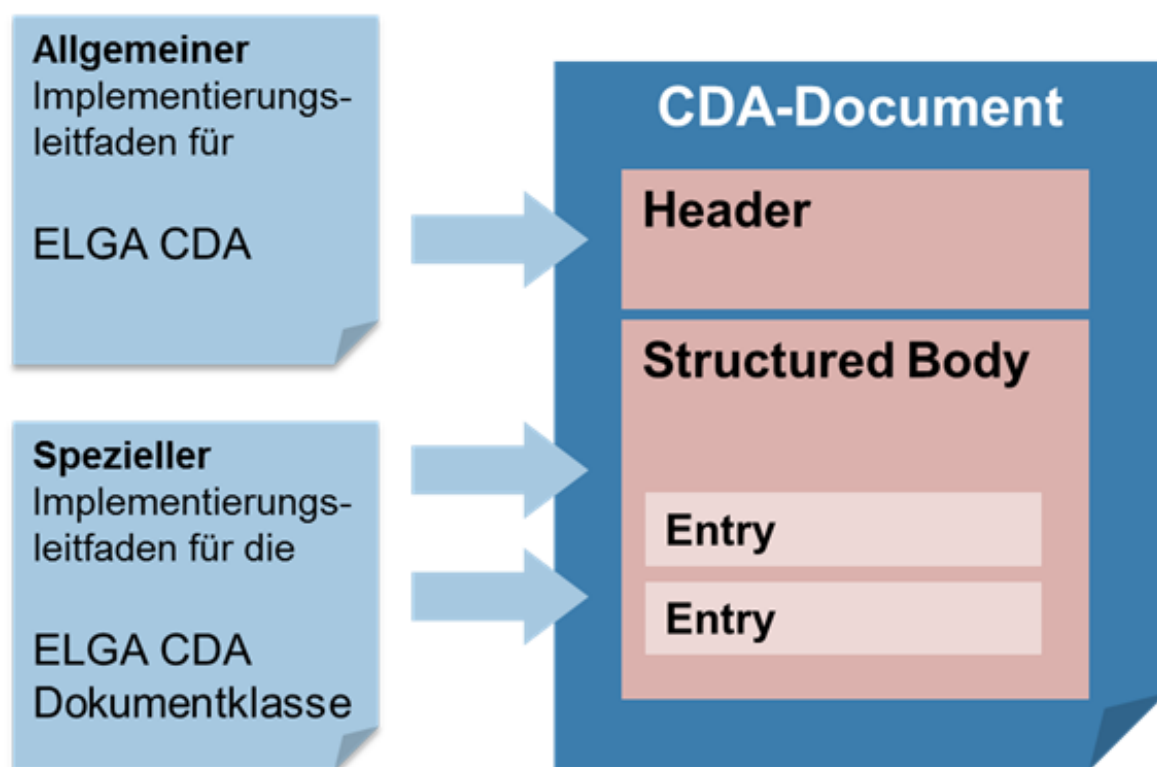 Allgemeiner
Implementierungs-
leitfaden für
ELGA CDA
Spezieller
Implementierungs-
leitfaden für die
ELGA CDA
Dokumentklasse
CDA-Document
Header
Structured Body
Entry
Entry